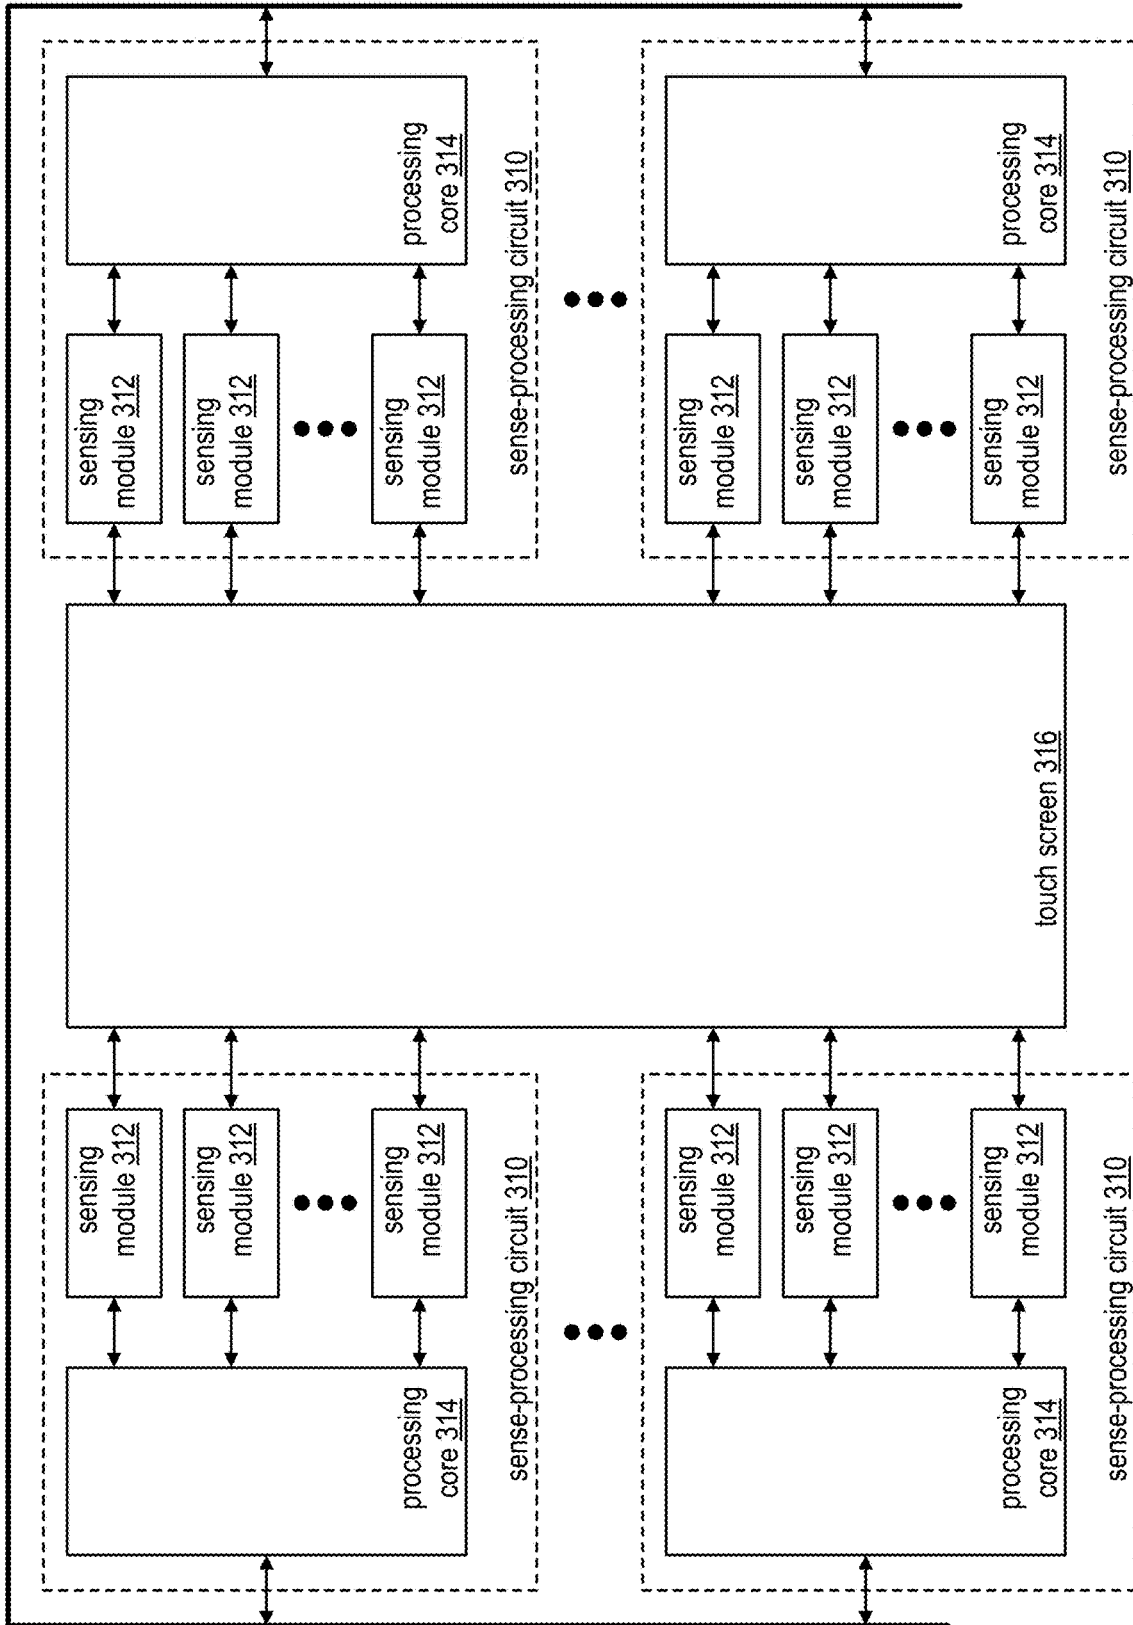 sensing
module 312
sensing
module 312
sensing
module 312
processing
core 314
sense-processing circuit 310
sensing
module 312
sensing
module 312
sensing
module 312
processing
core 314
sense-processing circuit 310
sensing
module 312
sensing
module 312
sensing
module 312
processing
core 314
sense-processing circuit 310
touch screen 316
sensing
module 312
sensing
module 312
sensing
module 312
processing
core 314
sense-processing circuit 310